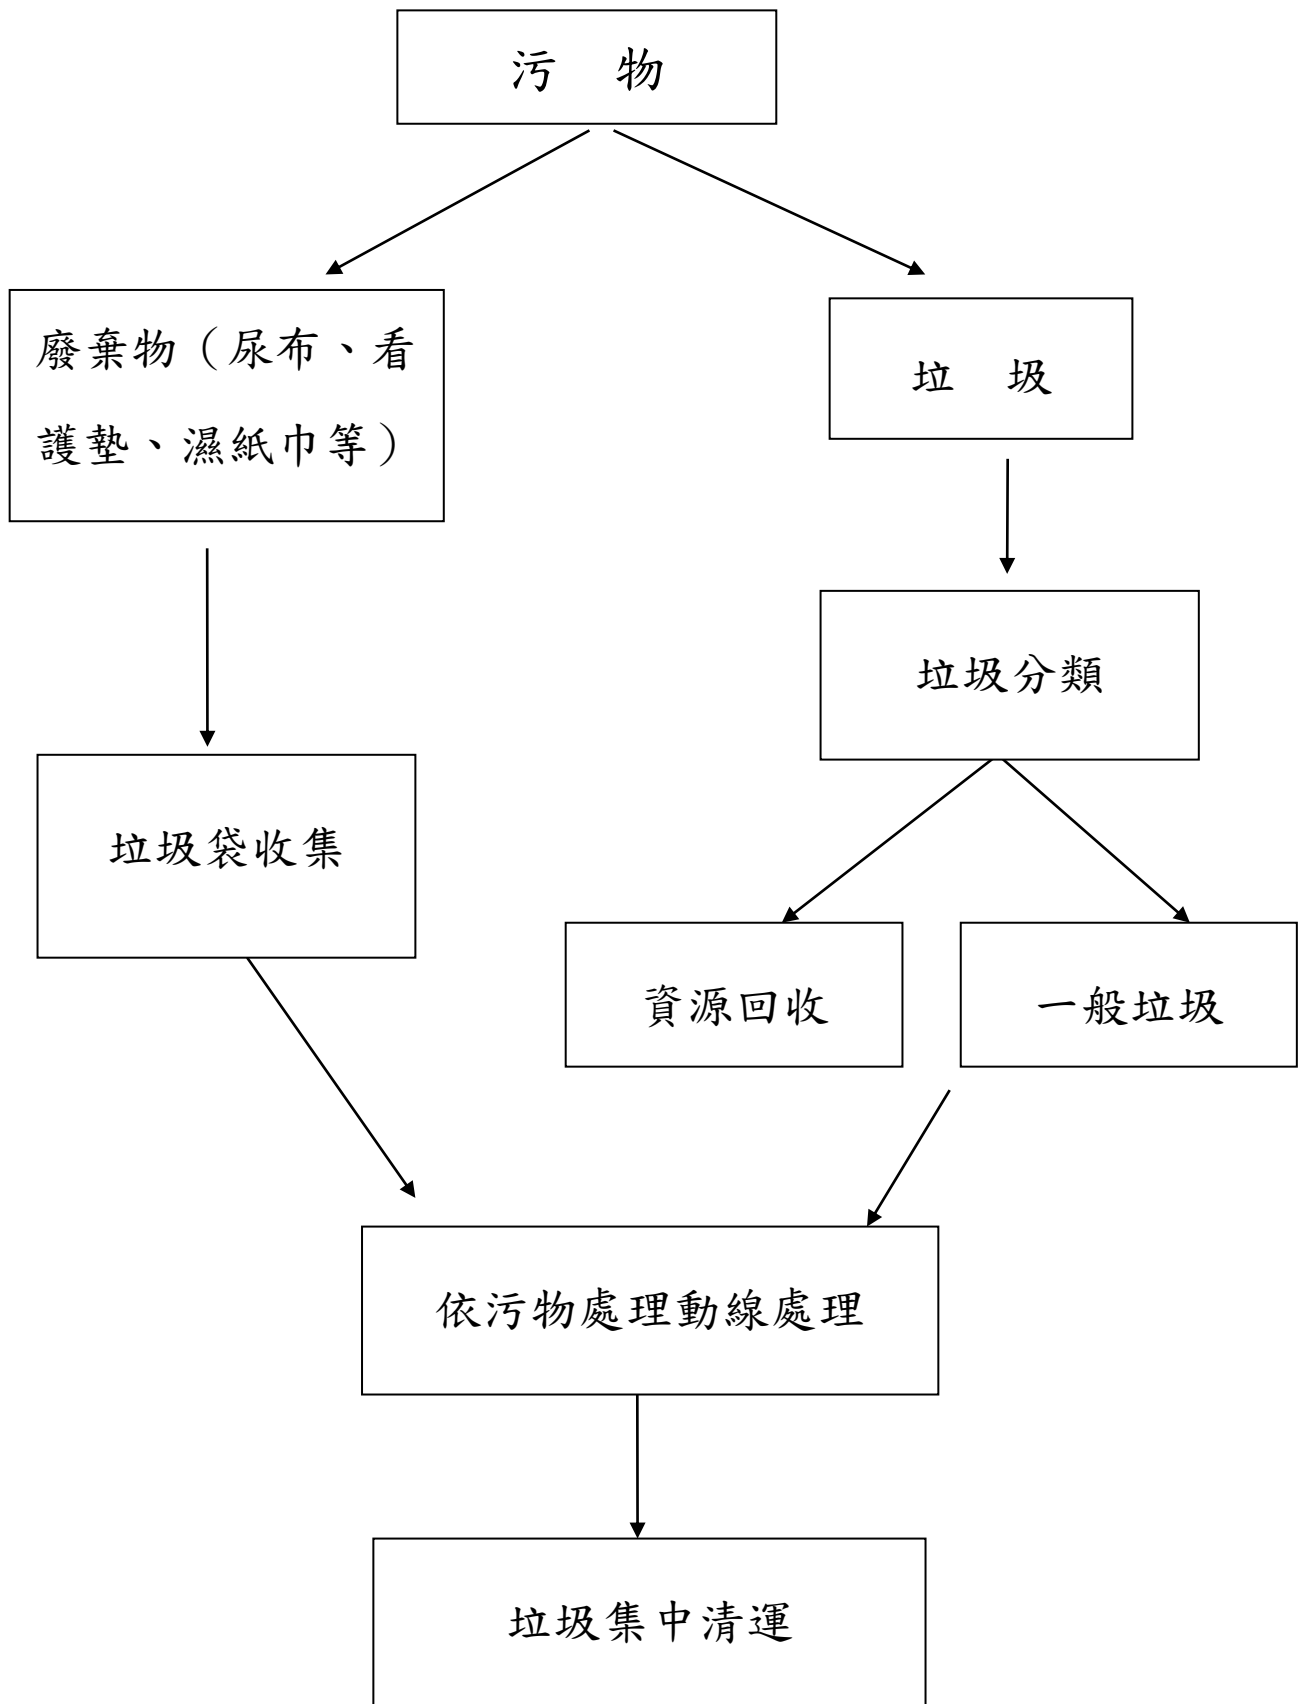 污　物
廢棄物（尿布、看
護墊、濕紙巾等）
垃　圾
垃圾分類
垃圾袋收集
資源回收
一般垃圾
依污物處理動線處理
垃圾集中清運